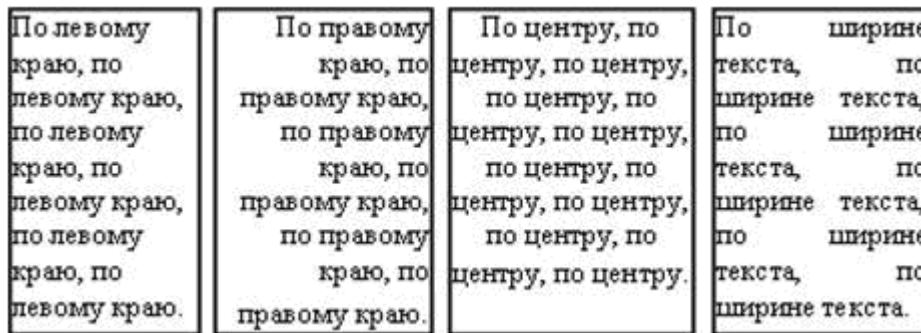 По левому
краю, по
левому краю,
по левому
краю, по
левому краю,
по левому
краю, по
левому краю.
По правому
краю, по
правому краю,
по правому
краю, по
правому краю,
по правому
краю, по
правому краю.
По центру, по
центру, по центру,
по центру, по
центру, по центру,
по центру, по
центру, по центру,
по центру, по
центру, по центру.
По ширине
текста, по
ширине текста,
по ширине
текста, по
ширине текста,
по ширине
текста, по
ширине текста.